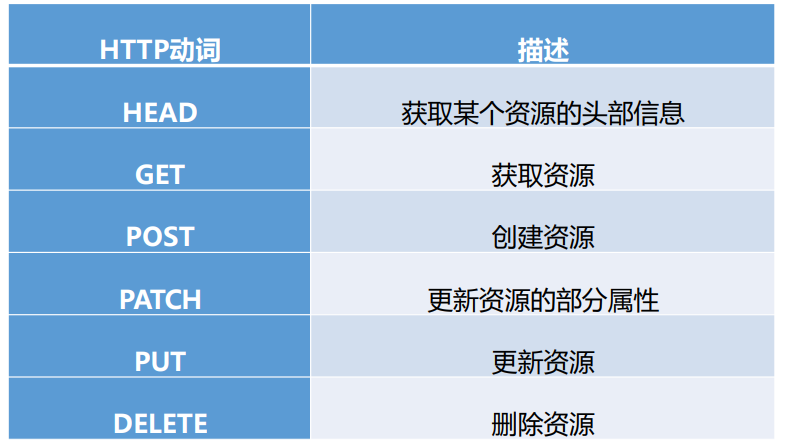 HTTP动词 描述
HEAD 获取某个资源的头部信息
GET 获取资源
POST 创建资源
PATCH 更新资源的部分属性
PUT 更新资源
DELETE 删除资源